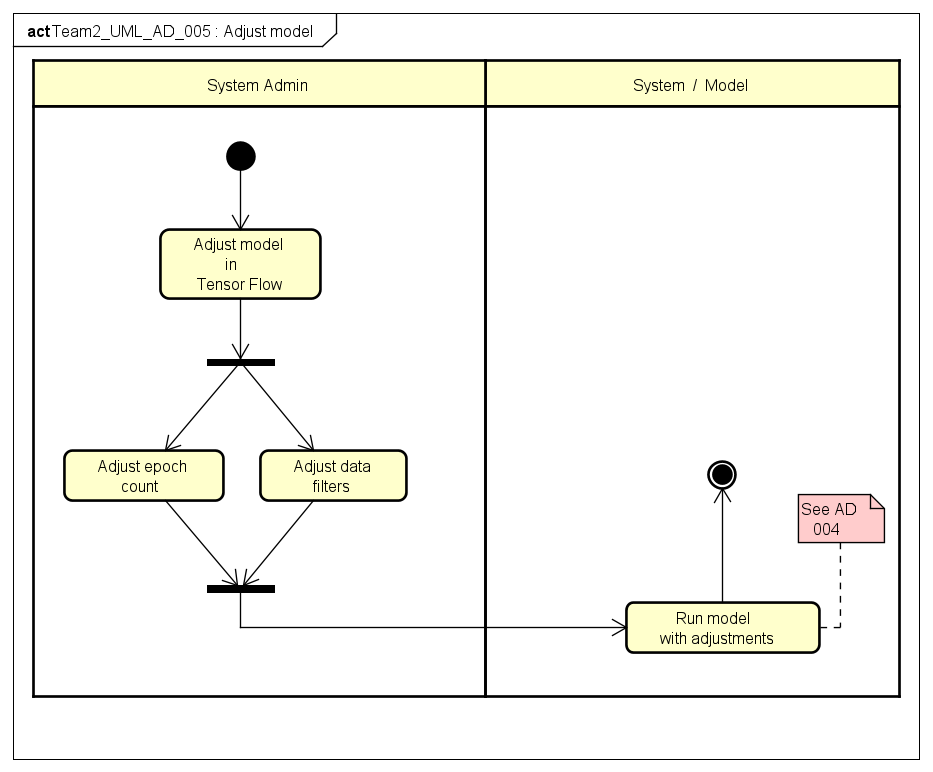 act Team2_UML_AD_005 : Adjust model
System Admin
System / Model
Adjust model
in
Tensor Flow
Adjust epoch
count
Adjust data
filters
See AD
004
Run model
with adjustments